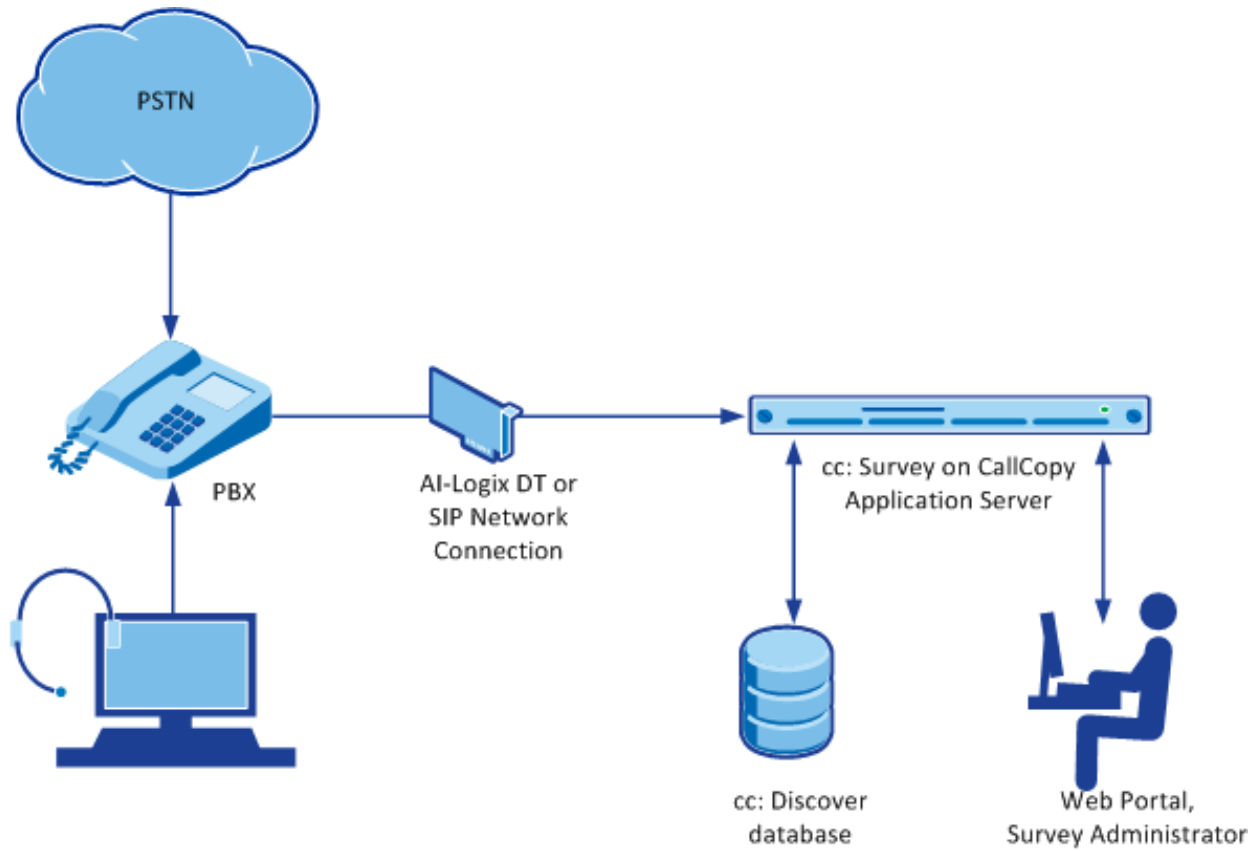 PSTN
PBX
AI-Logix DT or
SIP Network
Connection
cc: Survey on CallCopy
Application Server
cc: Discover
database
Web Portal,
Survey Administrator